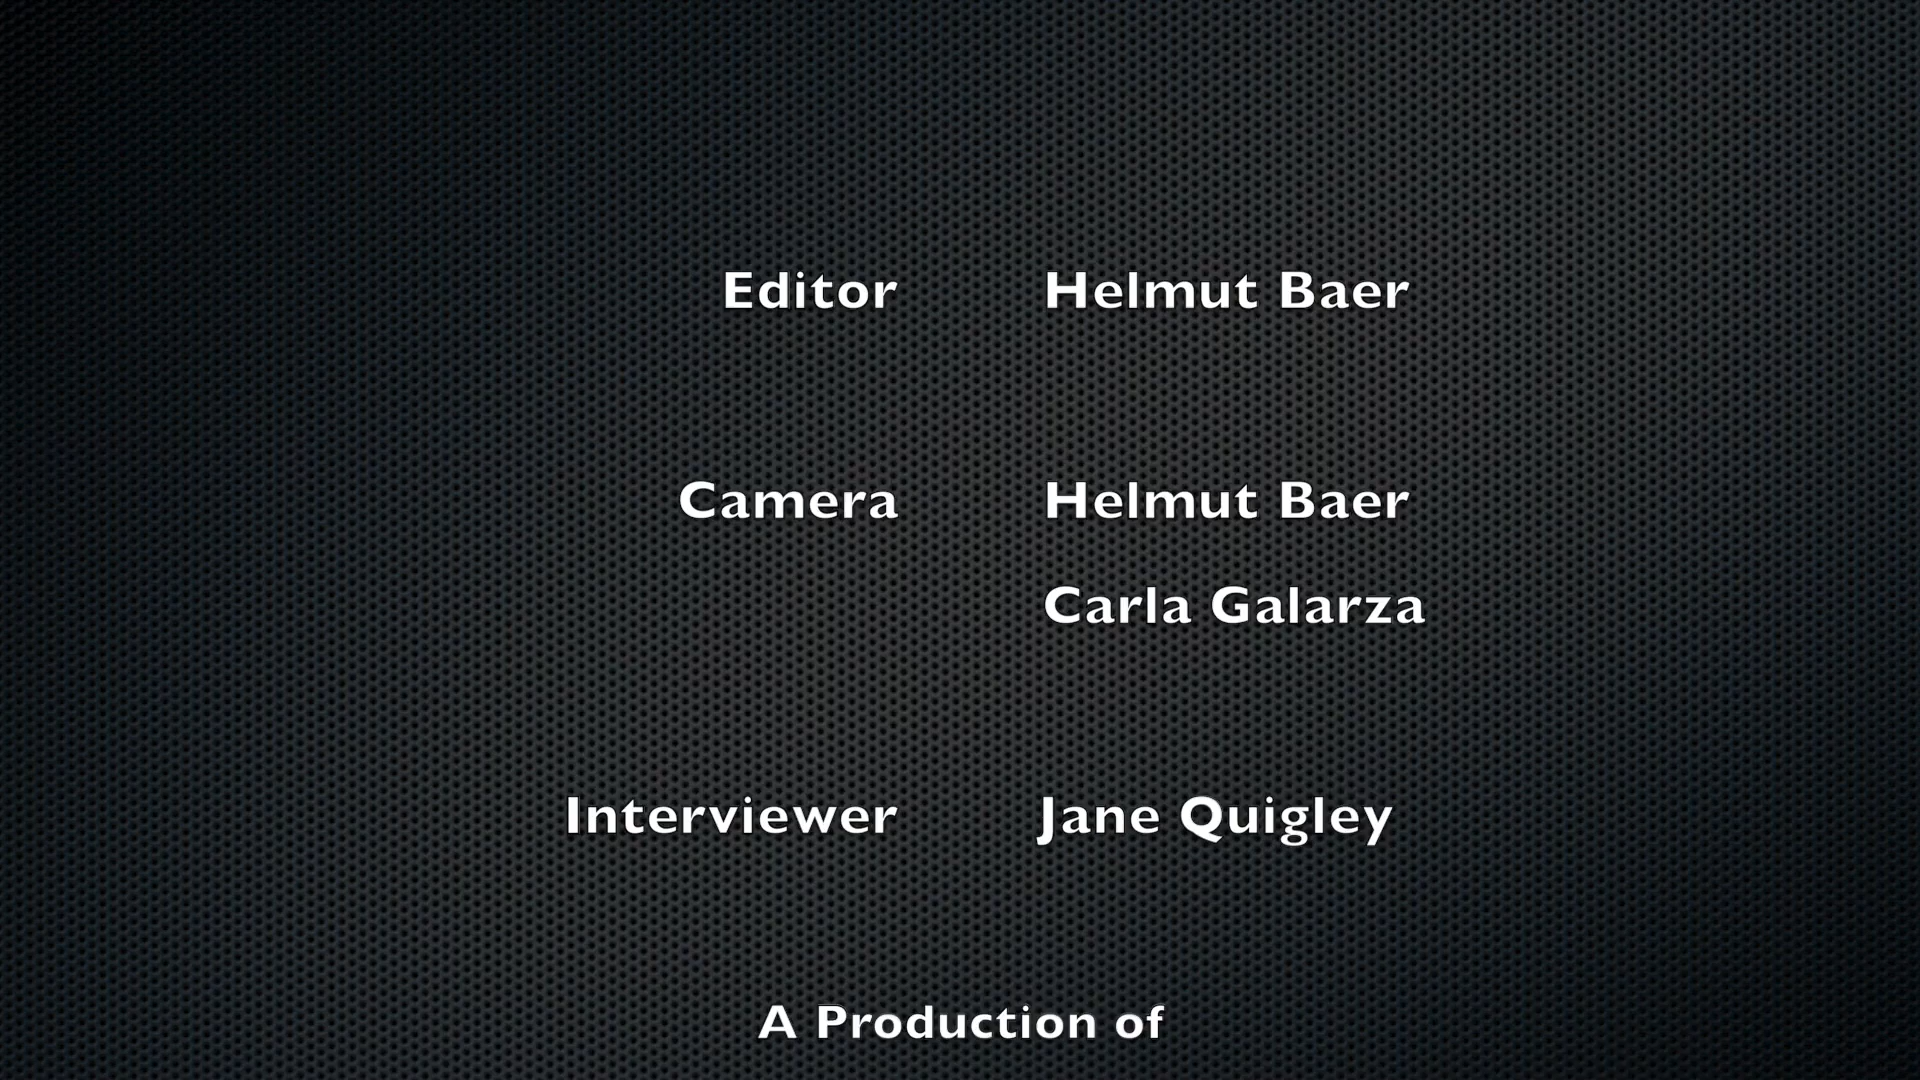 Editor Helmut Baer
Camera Helmut Baer
Carla Galarza
Interviewer Jane Quigley
A Production of